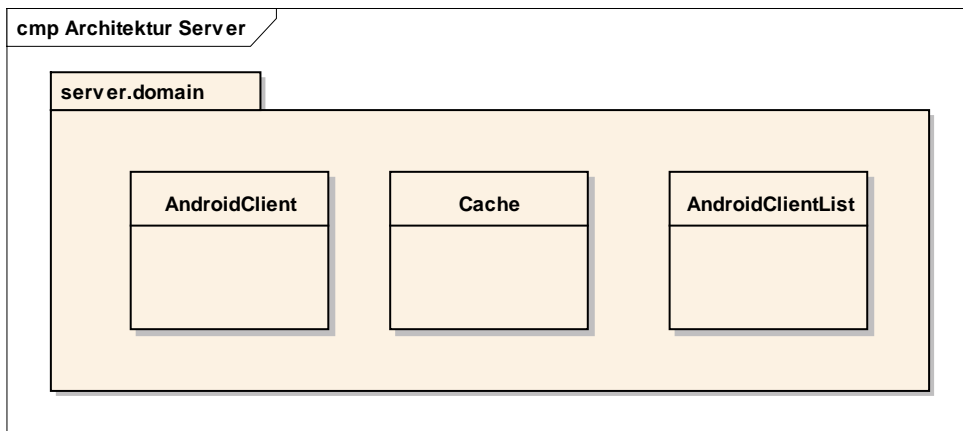 cmp Architektur Server
server.domain
AndroidClient
Cache
AndroidClientList